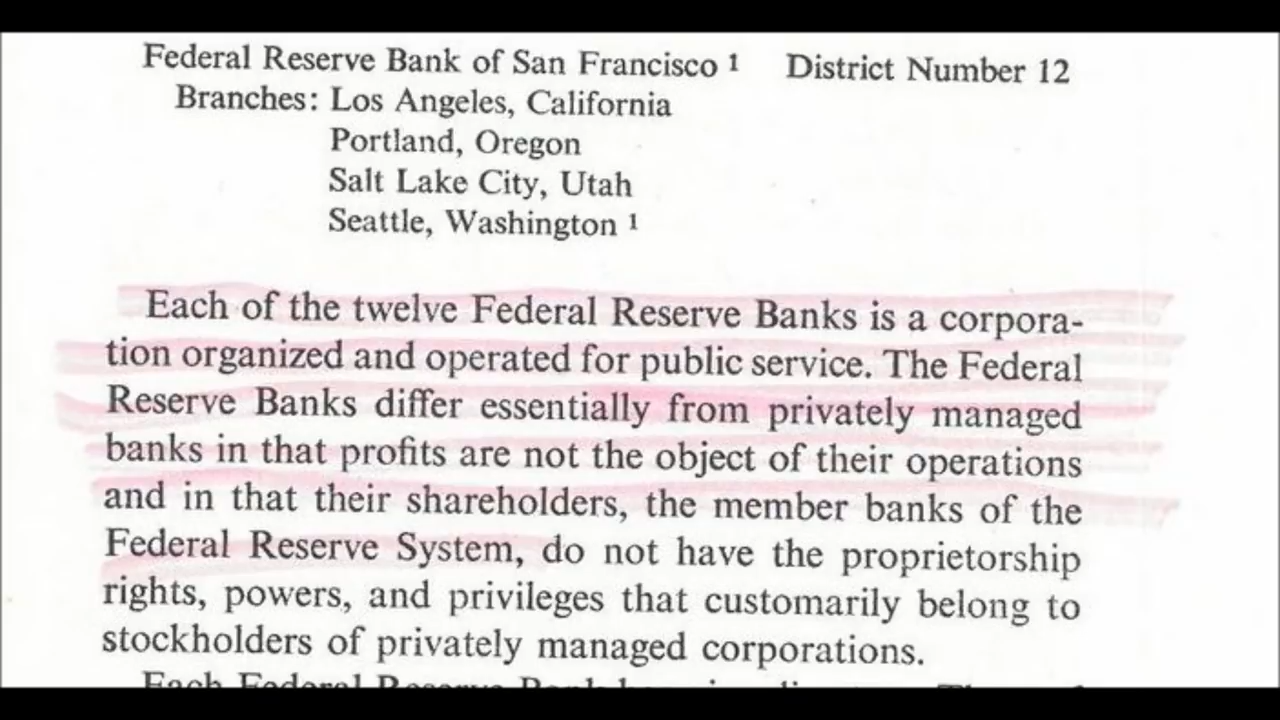 Federal Reserve Bank of San Francisco ¹ District Number 12
Branches: Los Angeles, California
Portland, Oregon
Salt Lake City, Utah
Seattle, Washington ¹
Each of the twelve Federal Reserve Banks is a corpora-
tion organized and operated for public service. The Federal
Reserve Banks differ essentially from privately managed
banks in that profits are not the object of their operations
and in that their shareholders, the member banks of the
Federal Reserve System, do not have the proprietorship
rights, powers, and privileges that customarily belong to
stockholders of privately managed corporations.
Each Federal Reserve Bank